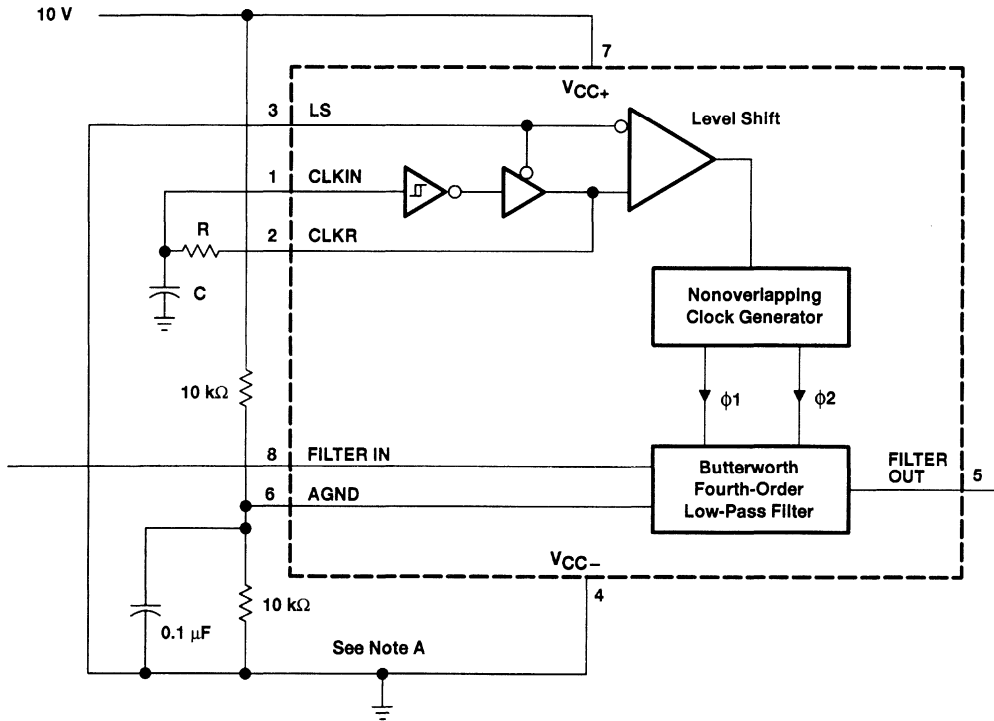 10 V
7
V_CC+
3 LS
Level Shift
1 CLKIN
R
2 CLKR
C
Nonoverlapping
Clock Generator
10 kΩ
ϕ1
ϕ2
8 FILTER IN
Butterworth
Fourth-Order
Low-Pass Filter
FILTER
OUT
5
6 AGND
V_CC−
4
10 kΩ
0.1 μF
See Note A